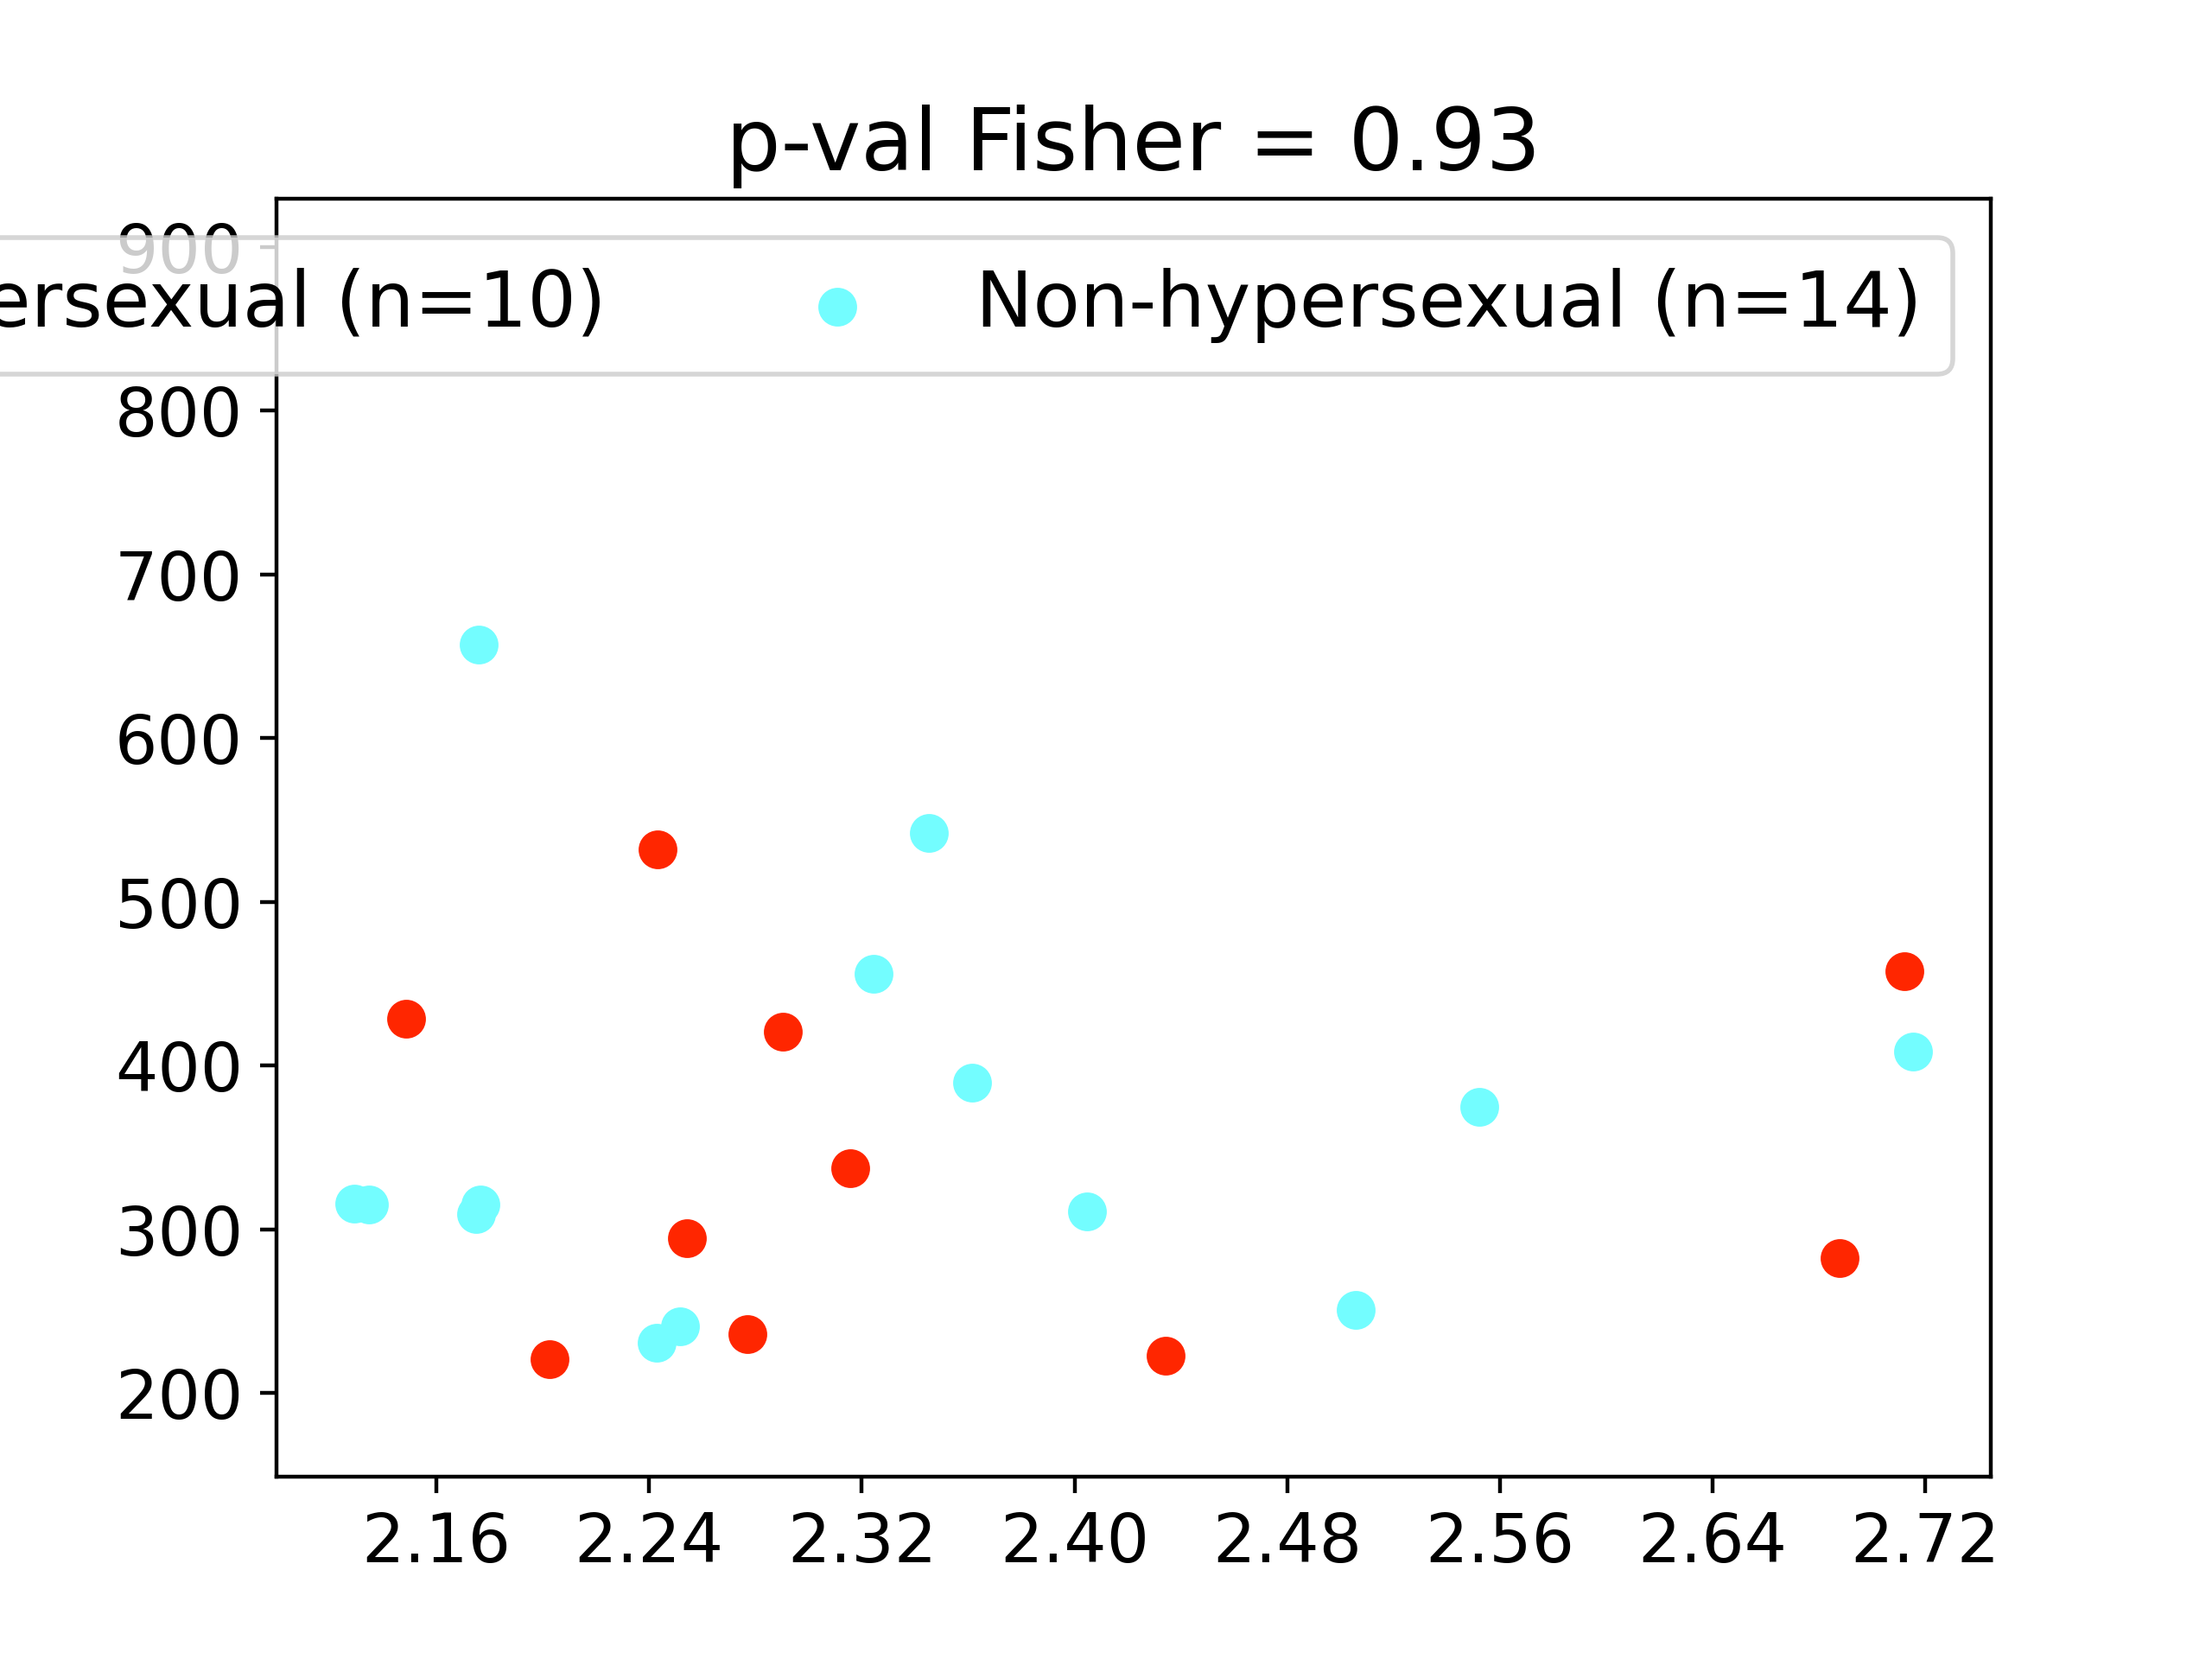 p-val Fisher = 0.93
ersexual (n=10) Non-hypersexual (n=14)
900
800
700
600
500
400
300
200
2.16 2.24 2.32 2.40 2.48 2.56 2.64 2.72